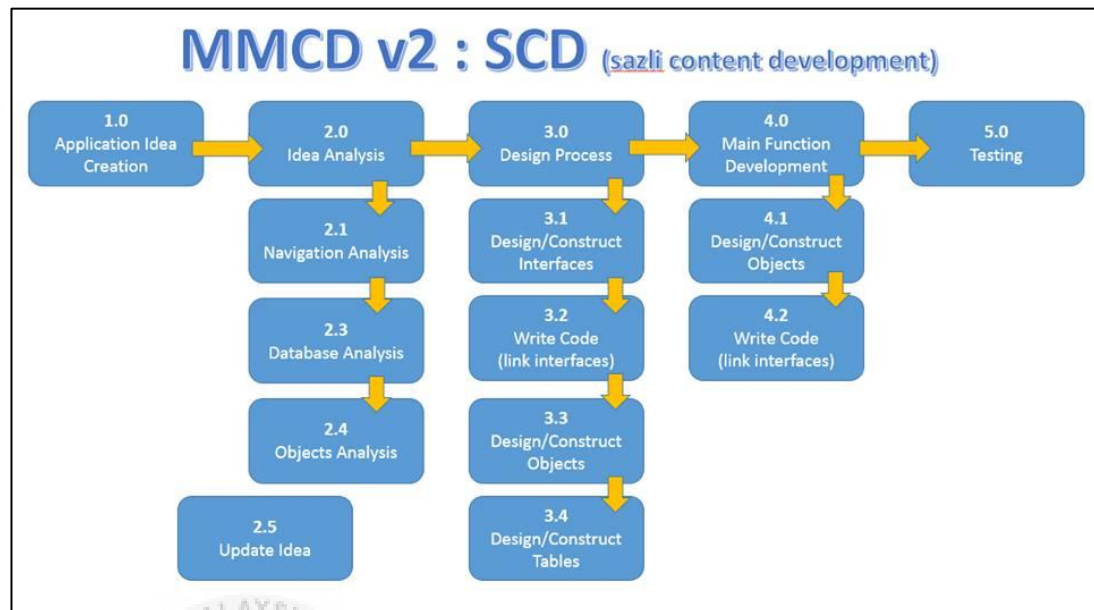 MMCD v2 : SCD (sazli content development)
1.0
Application Idea
Creation
2.0
Idea Analysis
3.0
Design Process
4.0
Main Function
Development
5.0
Testing
2.1
Navigation Analysis
3.1
Design/Construct
Interfaces
4.1
Design/Construct
Objects
2.3
Database Analysis
3.2
Write Code
(link interfaces)
4.2
Write Code
(link interfaces)
2.4
Objects Analysis
3.3
Design/Construct
Objects
2.5
Update Idea
3.4
Design/Construct
Tables